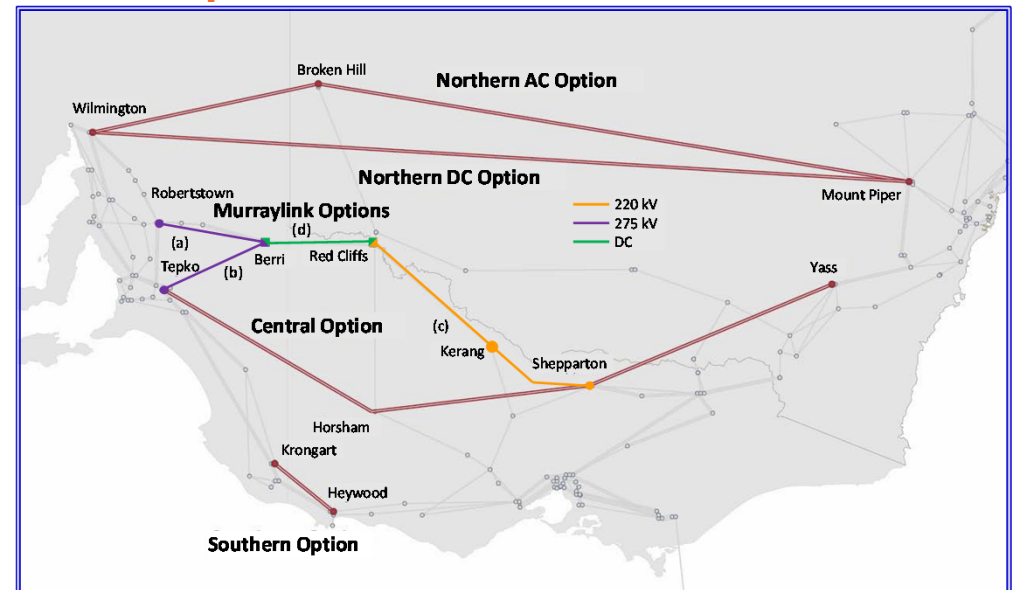 Broken Hill
Northern AC Option
Wilmington
Northern DC Option
Mount Piper
Robertstown
Murraylink Options
220 kV
275 kV
DC
(a)
(d)
Berri
Red Cliffs
Tepko
(b)
Yass
Central Option
(c)
Kerang
Shepparton
Horsham
Krongart
Heywood
Southern Option